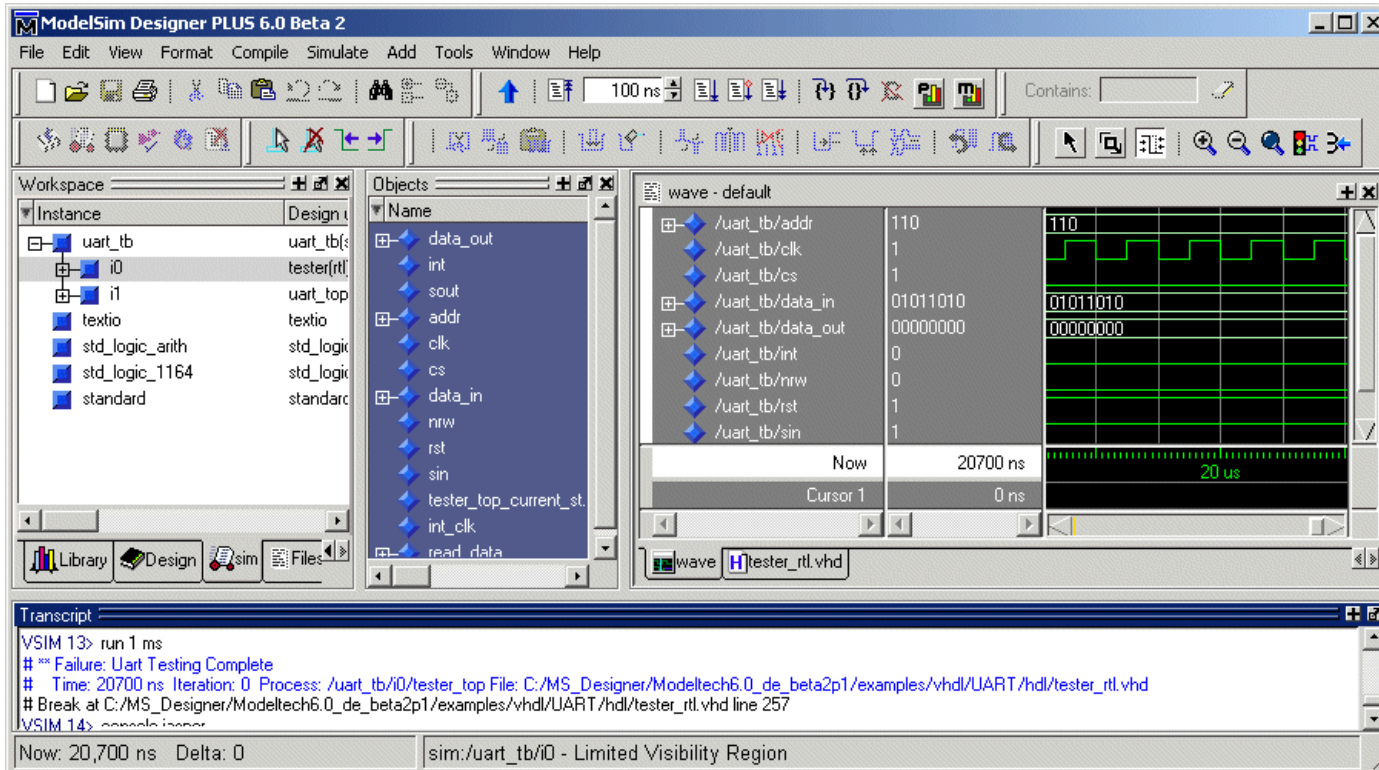 ModelSim Designer PLUS 6.0 Beta 2
File Edit View Format Compile Simulate Add Tools Window Help
100 ns
Contains:
Workspace
Instance Design
uart_tb uart_tb(s
i0 tester(rtl)
i1 uart_top
textio textio
std_logic_arith std_logic
std_logic_1164 std_logic
standard standard
Library Design sim Files
Objects
Name
data_out
int
sout
addr
clk
cs
data_in
nrw
rst
sin
tester_top_current_st.
int_clk
read_data
wave - default
/uart_tb/addr 110 110
/uart_tb/clk 1
/uart_tb/cs 1
/uart_tb/data_in 01011010 01011010
/uart_tb/data_out 00000000 00000000
/uart_tb/int 0
/uart_tb/nrw 0
/uart_tb/rst 1
/uart_tb/sin 1
Now 20700 ns 20 us
Cursor 1 0 ns
wave tester_rtl.vhd
Transcript
VSIM 13> run 1 ms
# ** Failure: Uart Testing Complete
# Time: 20700 ns Iteration: 0 Process: /uart_tb/i0/tester_top File: C:/MS_Designer/Modeltech6.0_de_beta2p1/examples/vhdl/UART/hdl/tester_rtl.vhd
# Break at C:/MS_Designer/Modeltech6.0_de_beta2p1/examples/vhdl/UART/hdl/tester_rtl.vhd line 257
VSIM 14>
Now: 20,700 ns Delta: 0 sim:/uart_tb/i0 - Limited Visibility Region